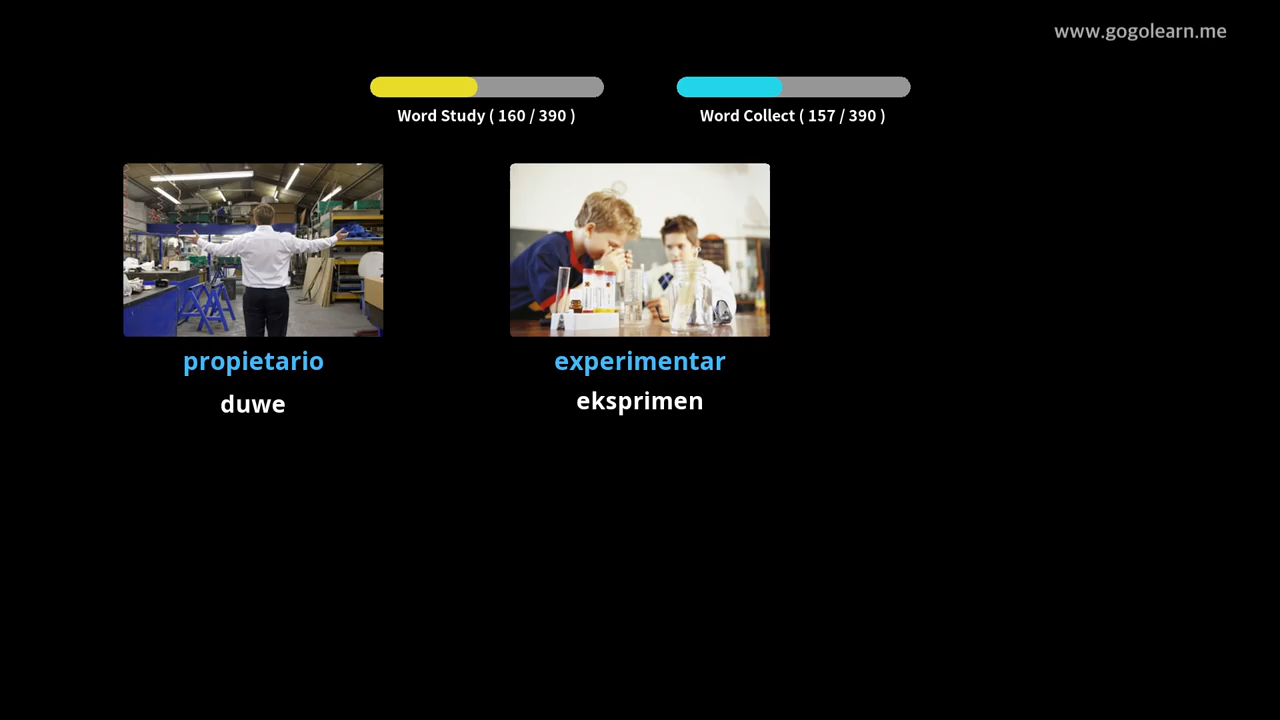 www.gogolearn.me
Word Study ( 160 / 390 )
Word Collect ( 157 / 390 )
propietario
experimentar
duwe
eksprimen